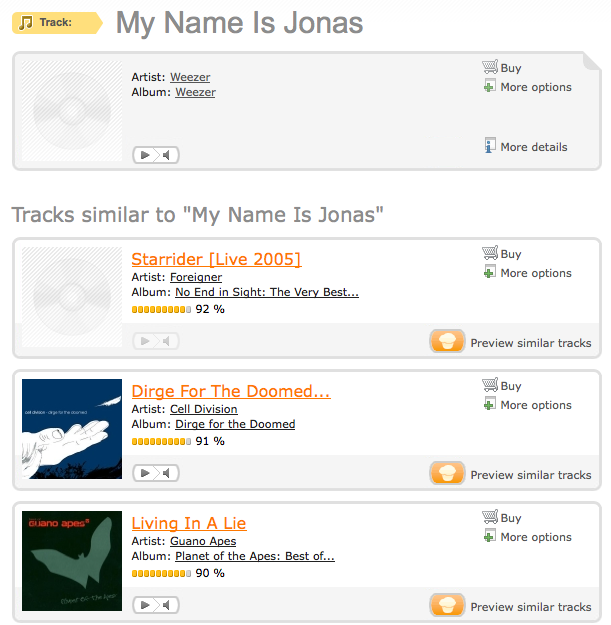 Track:
My Name Is Jonas
Artist: Weezer
Album: Weezer
Buy
More options
More details
Tracks similar to "My Name Is Jonas"
Starrider [Live 2005]
Artist: Foreigner
Album: No End in Sight: The Very Best...
92 %
Buy
More options
Preview similar tracks
cell division - dirge for the doomed
Dirge For The Doomed...
Artist: Cell Division
Album: Dirge for the Doomed
91 %
Buy
More options
Preview similar tracks
GUANO APES
Planet Of The Apes
Living In A Lie
Artist: Guano Apes
Album: Planet of the Apes: Best of...
90 %
Buy
More options
Preview similar tracks